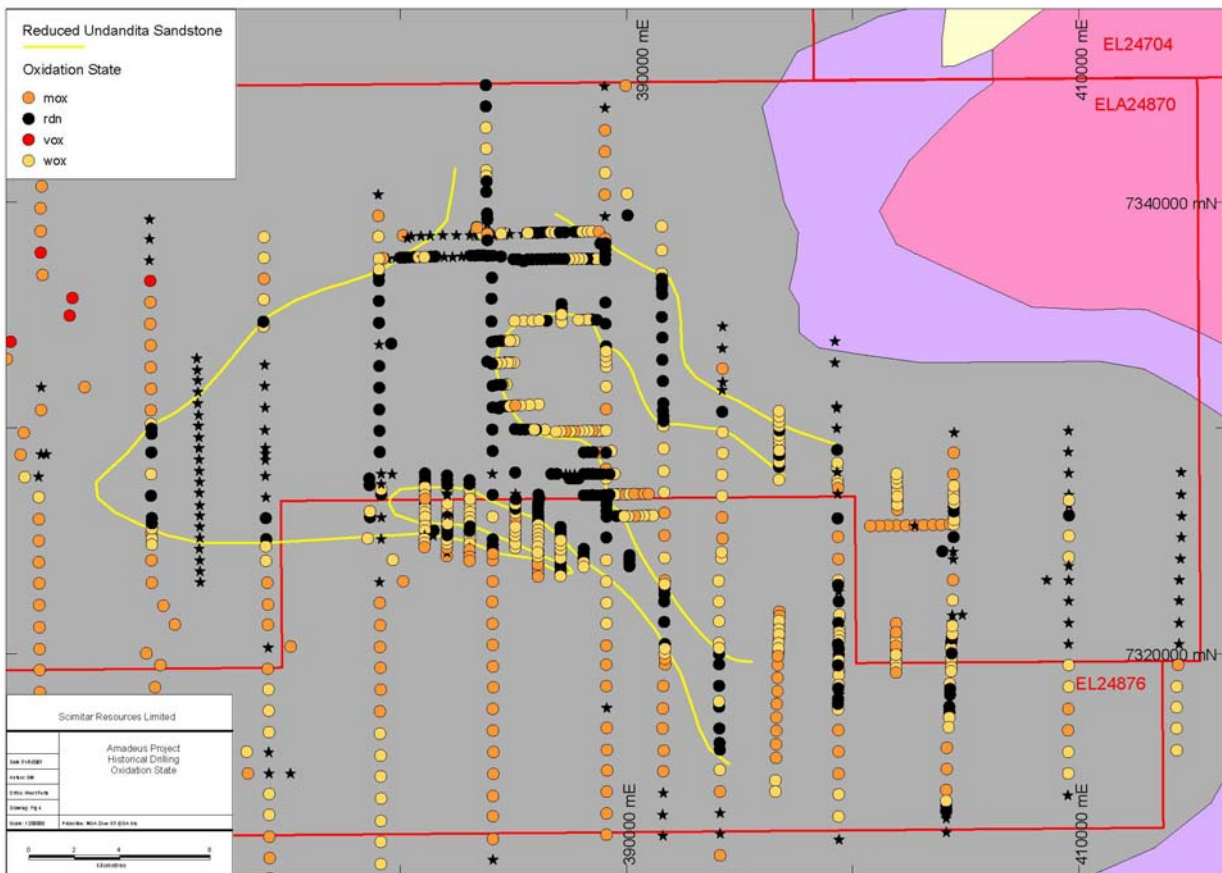 Reduced Undandita Sandstone
Oxidation State
mox
rdn
vox
wox
390000 mE
410000 mE
EL24704
ELA24870
7340000 mN
7320000 mN
EL24876
390000 mE
410000 mE
Scimitar Resources Limited
Amadeus Project
Historical Drilling
Oxidation State
0 2 4 8
kilometres